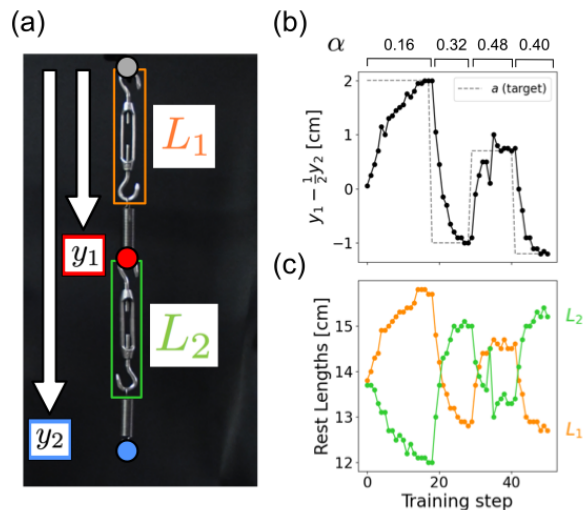 (a)
L₁
y₁
L₂
y₂
(b)
α 0.16 0.32 0.48 0.40
a (target)
y₁ − ½y₂ [cm]
2
1
0
−1
(c)
Rest Lengths [cm]
15
14
13
12
L₂
L₁
0 20 40
Training step